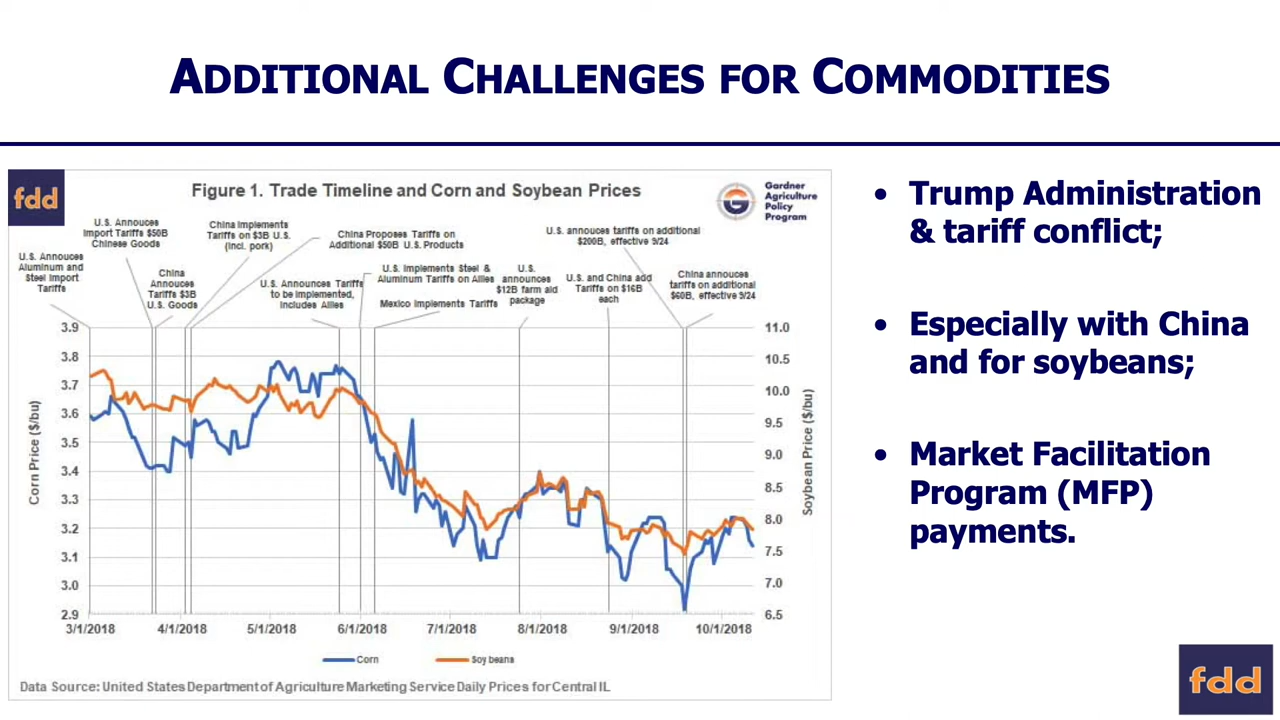 ADDITIONAL CHALLENGES FOR COMMODITIES
fdd
Figure 1. Trade Timeline and Corn and Soybean Prices
G
Gardner
Agriculture
Policy
Program
U.S. Annouces
Aluminum and
Steel Import
Tariffs
U.S. Annouces
Import Tariffs $50B
Chinese Goods
China
Annouces
Tariffs $3B
U.S. Goods
China Implements
Tariffs on $3B U.S.
(incl. pork)
China Proposes Tariffs on
Additional $50B U.S. Products
U.S. Announces Tariffs
to be implemented,
Includes Allies
U.S. Implements Steel &
Aluminum Tariffs on Allies
Mexico Implements Tariffs
U.S.
announces
$12B farm aid
package
U.S. annouces tariffs on additional
$200B, effective 9/24
U.S. and China add
Tariffs on $16B
each
China annouces
tariffs on additional
$60B, effective 9/24
Corn Price ($/bu)
3.9
3.8
3.7
3.6
3.5
3.4
3.3
3.2
3.1
3.0
2.9
11.0
10.5
10.0
9.5
9.0
8.5
8.0
7.5
7.0
6.5
Soybean Price ($/bu)
3/1/2018 4/1/2018 5/1/2018 6/1/2018 7/1/2018 8/1/2018 9/1/2018 10/1/2018
Corn Soybeans
Data Source: United States Department of Agriculture Marketing Service Daily Prices for Central IL
• Trump Administration
& tariff conflict;
• Especially with China
and for soybeans;
• Market Facilitation
Program (MFP)
payments.
fdd